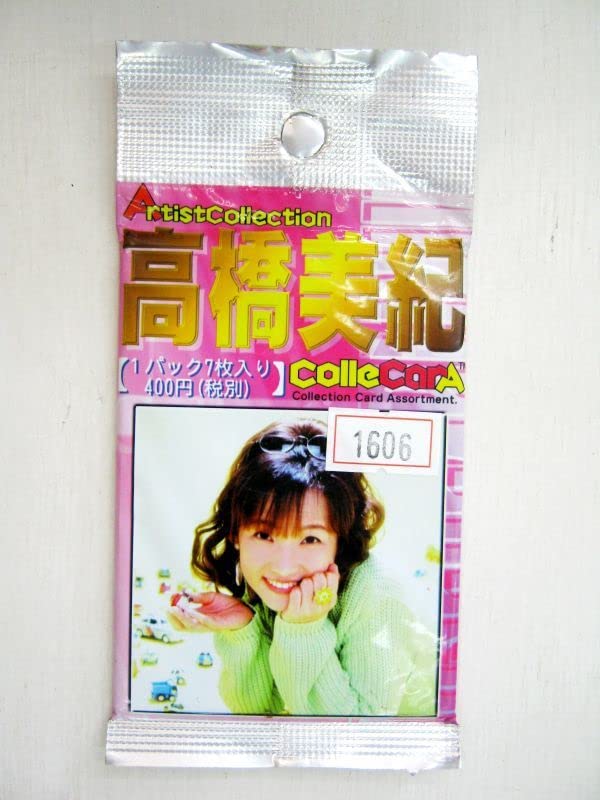 ArtistCollection
高橋美紀
【1パック7枚入り
400円(税別)】
ColleCarA
Collection Card Assortment.
1606